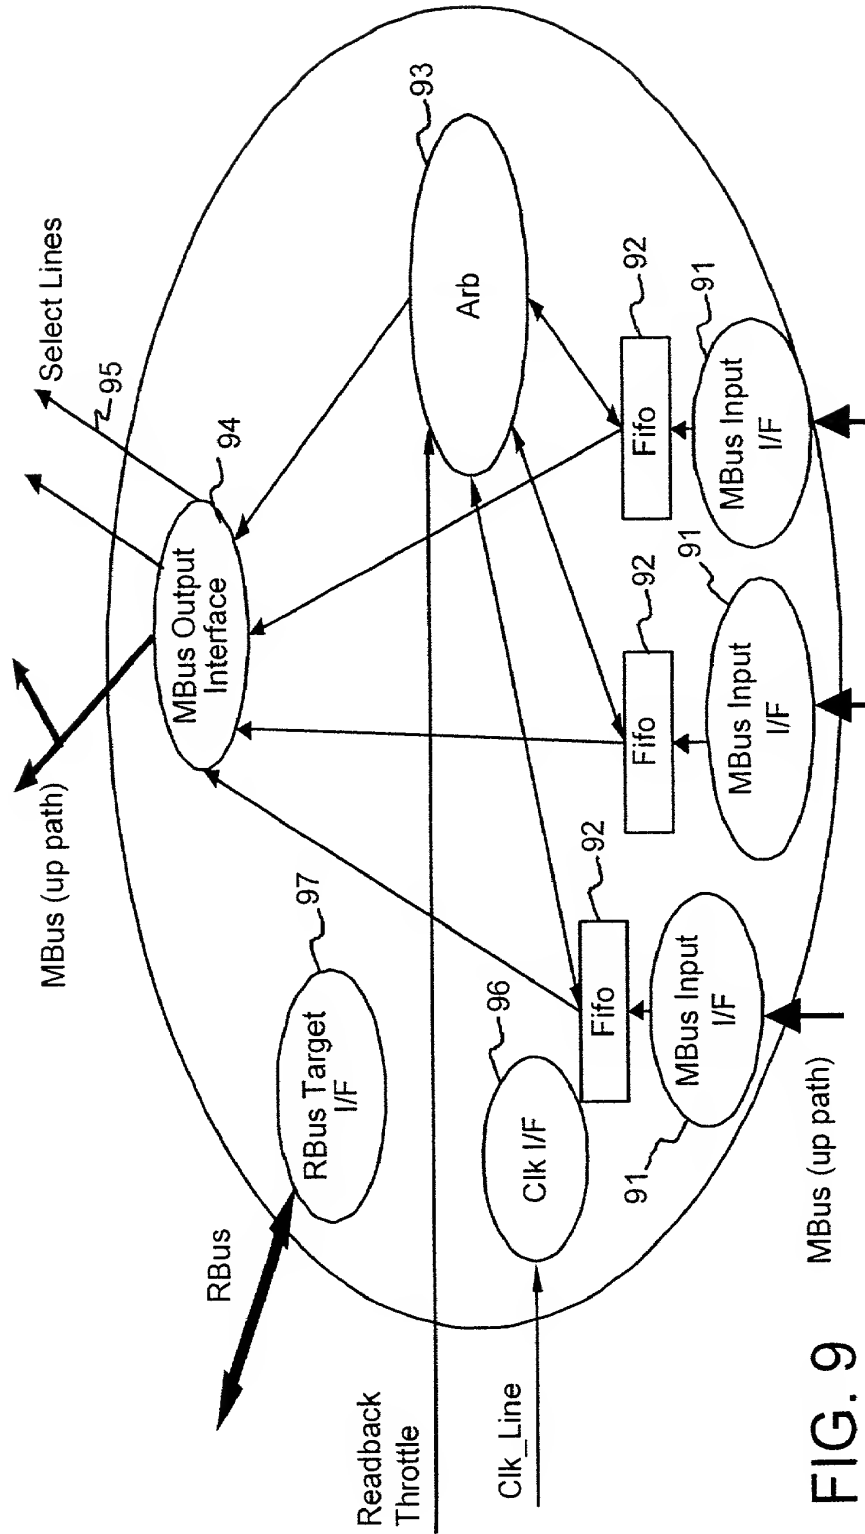 MBus (up path)
Select Lines
95
RBus
RBus Target
I/F
97
MBus Output
Interface
94
Readback
Throttle
Arb
93
Clk_Line
Clk I/F
96
Fifo
92
Fifo
92
Fifo
92
91
MBus Input
I/F
MBus Input
I/F
91
MBus Input
I/F
91
MBus (up path)
FIG. 9